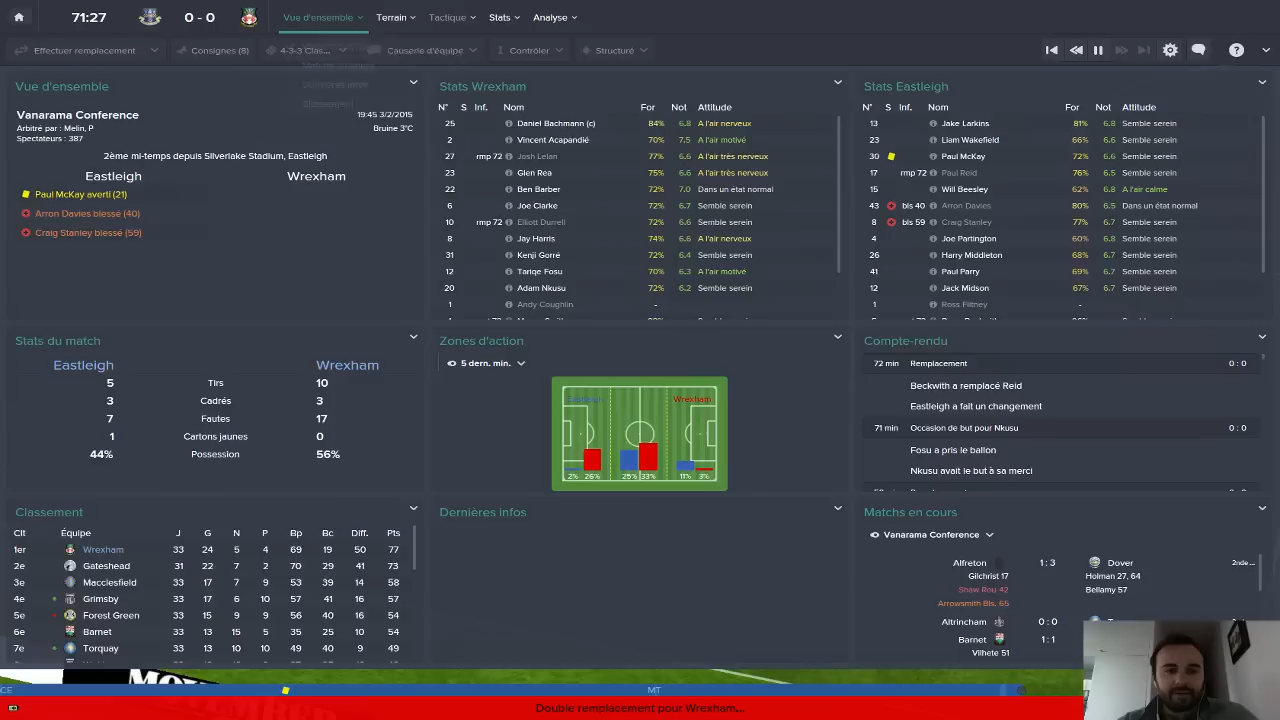 71:27 0 - 0 Vue d'ensemble Terrain Tactique Stats Analyse
Effectuer remplacement Consignes (8) 4-3-3 Clas... Causerie d'équipe Contrôler Structuré
Vue d'ensemble
Vanarama Conference 19:45 3/2/2015
Arbitré par : Melin, P Bruine 3°C
Spectateurs : 387
2ème mi-temps depuis Silverlake Stadium, Eastleigh
Eastleigh Wrexham
Paul McKay averti (21)
Arron Davies blessé (40)
Craig Stanley blessé (59)
Stats Wrexham
N° S Inf. Nom For Not Attitude
25 Daniel Bachmann (c) 84% 6.8 A l'air nerveux
2 Vincent Acapandié 70% 7.5 A l'air motivé
27 rmp 72 Josh Lelan 77% 6.6 A l'air très nerveux
23 Glen Rea 75% 6.6 A l'air très nerveux
22 Ben Barber 72% 7.0 Dans un état normal
6 Joe Clarke 72% 6.7 Semble serein
10 rmp 72 Elliott Durrell 72% 6.6 Semble serein
8 Jay Harris 74% 6.6 A l'air nerveux
31 Kenji Gorré 72% 6.4 Semble serein
12 Tariqe Fosu 70% 6.3 A l'air motivé
20 Adam Nkusu 72% 6.2 Semble serein
1 Andy Coughlin -
Stats Eastleigh
N° S Inf. Nom For Not Attitude
13 Jake Larkins 81% 6.8 Semble serein
23 Liam Wakefield 66% 6.6 Semble serein
30 Paul McKay 72% 6.6 Semble serein
17 rmp 72 Paul Reid 76% 6.5 Semble serein
15 Will Beesley 62% 6.8 A l'air calme
43 bls 40 Arron Davies 80% 6.5 Dans un état normal
8 bls 59 Craig Stanley 77% 6.7 Semble serein
4 Joe Partington 60% 6.8 Semble serein
26 Harry Middleton 68% 6.7 Semble serein
41 Paul Parry 69% 6.7 Semble serein
12 Jack Midson 67% 6.7 Semble serein
1 Ross Flitney -
Stats du match
Eastleigh Wrexham
5 Tirs 10
3 Cadrés 3
7 Fautes 17
1 Cartons jaunes 0
44% Possession 56%
Zones d'action
5 dern. min.
Eastleigh Wrexham
2% 26% 25% 33% 11% 3%
Compte-rendu
72 min Remplacement 0 : 0
Beckwith a remplacé Reid
Eastleigh a fait un changement
71 min Occasion de but pour Nkusu 0 : 0
Fosu a pris le ballon
Nkusu avait le but à sa merci
Classement
Clt Équipe J G N P Bp Bc Diff. Pts
1er Wrexham 33 24 5 4 69 19 50 77
2e Gateshead 31 22 7 2 70 29 41 73
3e Macclesfield 33 17 7 9 53 39 14 58
4e Grimsby 33 17 6 10 57 41 16 57
5e Forest Green 33 15 9 9 56 40 16 54
6e Barnet 33 13 15 5 35 25 10 54
7e Torquay 33 13 10 10 49 40 9 49
Dernières infos
Matchs en cours
Vanarama Conference
Alfreton 1 : 3 Dover 2nde ...
Gilchrist 17 Holman 27, 64
Shaw Rou 42 Bellamy 57
Arrowsmith Bls. 65
Altrincham 0 : 0
Barnet 1 : 1
Vilhete 51
MT
Double remplacement pour Wrexham...